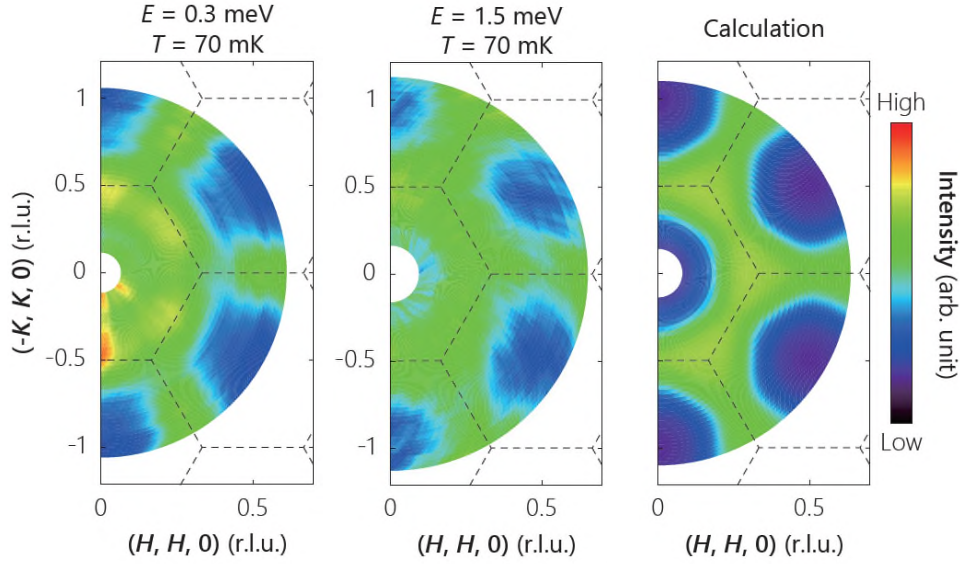 E = 0.3 meV
T = 70 mK
E = 1.5 meV
T = 70 mK
Calculation
(-K, K, 0) (r.l.u.)
1
0.5
0
-0.5
-1
0
0.5
(H, H, 0) (r.l.u.)
1
0.5
0
-0.5
-1
0
0.5
(H, H, 0) (r.l.u.)
0
0.5
(H, H, 0) (r.l.u.)
High
Intensity (arb. unit)
Low